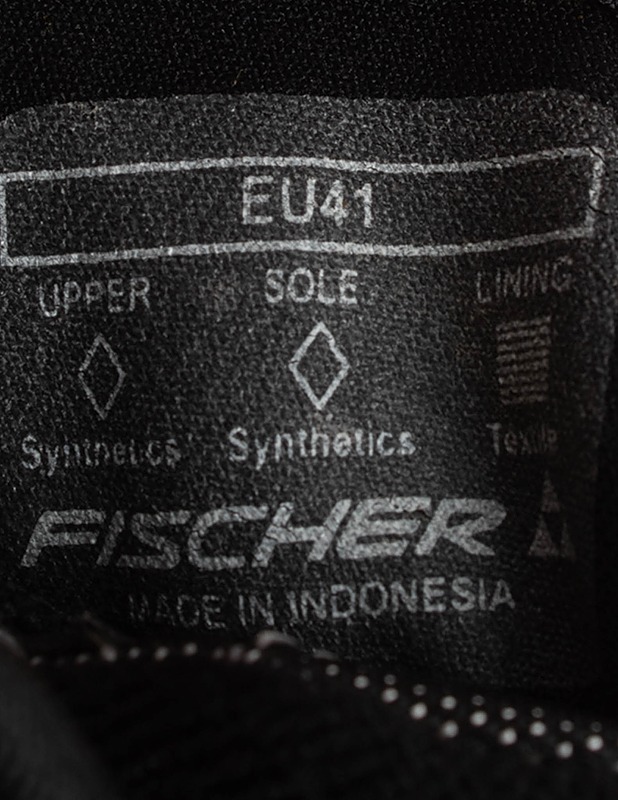 EU41
UPPER SOLE LINING
Synthetics Synthetics Textile
FISCHER
MADE IN INDONESIA